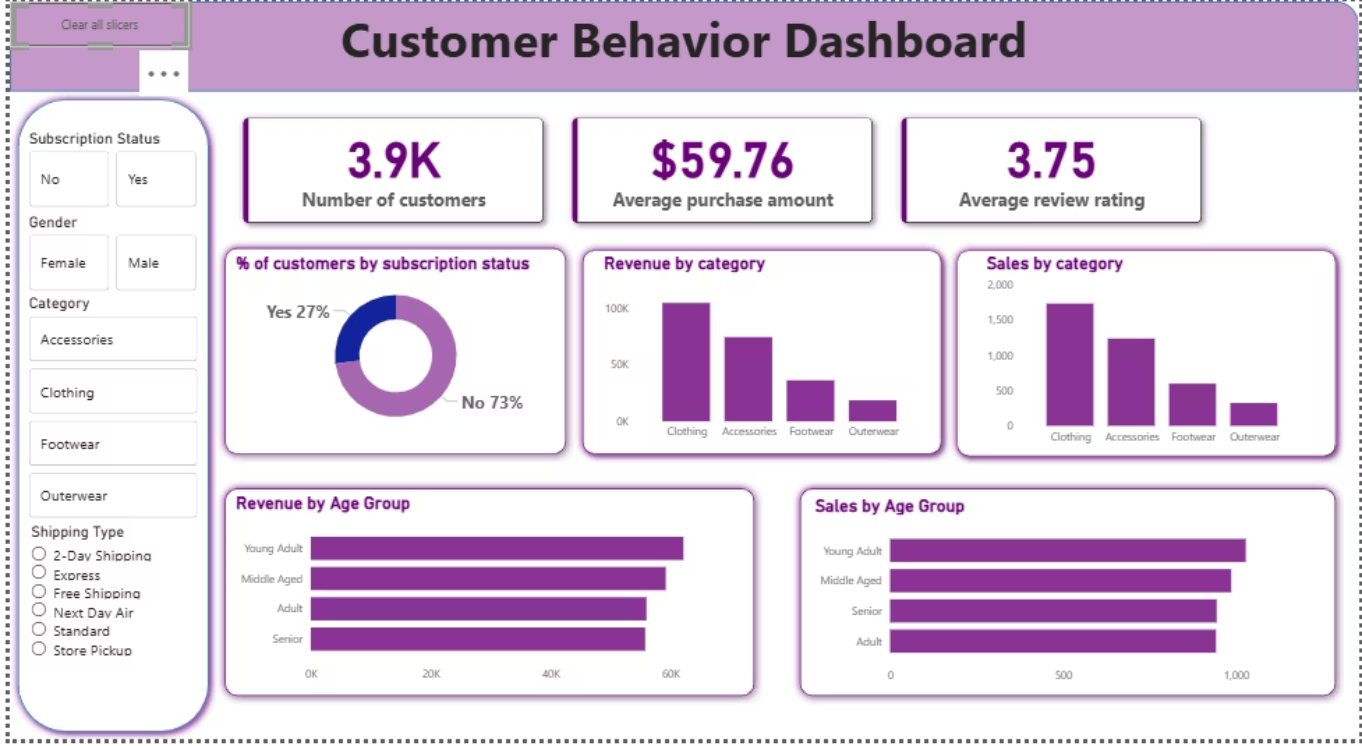 Clear all slicers
Customer Behavior Dashboard
Subscription Status
No
Yes
Gender
Female
Male
Category
Accessories
Clothing
Footwear
Outerwear
Shipping Type
2-Day Shipping
Express
Free Shipping
Next Day Air
Standard
Store Pickup
3.9K
Number of customers
$59.76
Average purchase amount
3.75
Average review rating
% of customers by subscription status
Yes 27%
No 73%
Revenue by category
100K
50K
0K
Clothing Accessories Footwear Outerwear
Sales by category
2,000
1,500
1,000
500
0
Clothing Accessories Footwear Outerwear
Revenue by Age Group
Young Adult
Middle Aged
Adult
Senior
0K 20K 40K 60K
Sales by Age Group
Young Adult
Middle Aged
Senior
Adult
0 500 1,000